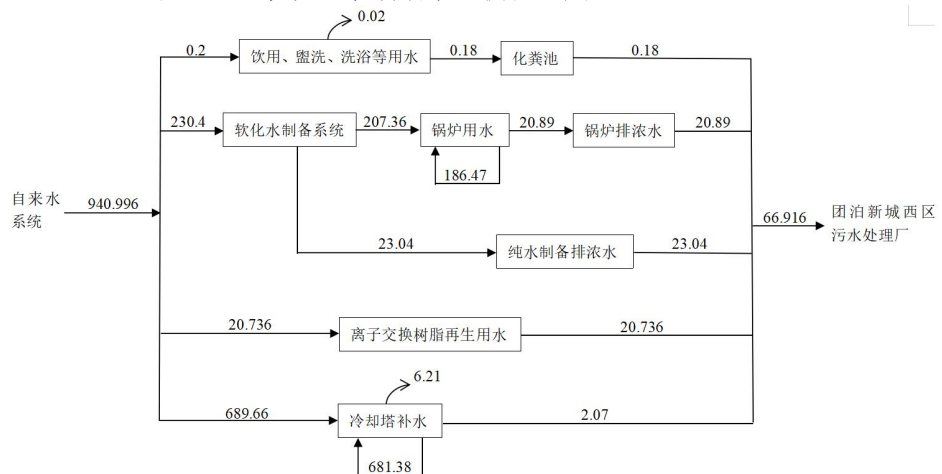 0.02
0.2
饮用、盥洗、洗浴等用水
0.18
化粪池
0.18
230.4
软化水制备系统
207.36
锅炉用水
20.89
锅炉排浓水
20.89
186.47
自来水
系统
940.996
66.916
团泊新城西区
污水处理厂
23.04
纯水制备排浓水
23.04
20.736
离子交换树脂再生用水
20.736
6.21
689.66
冷却塔补水
2.07
681.38